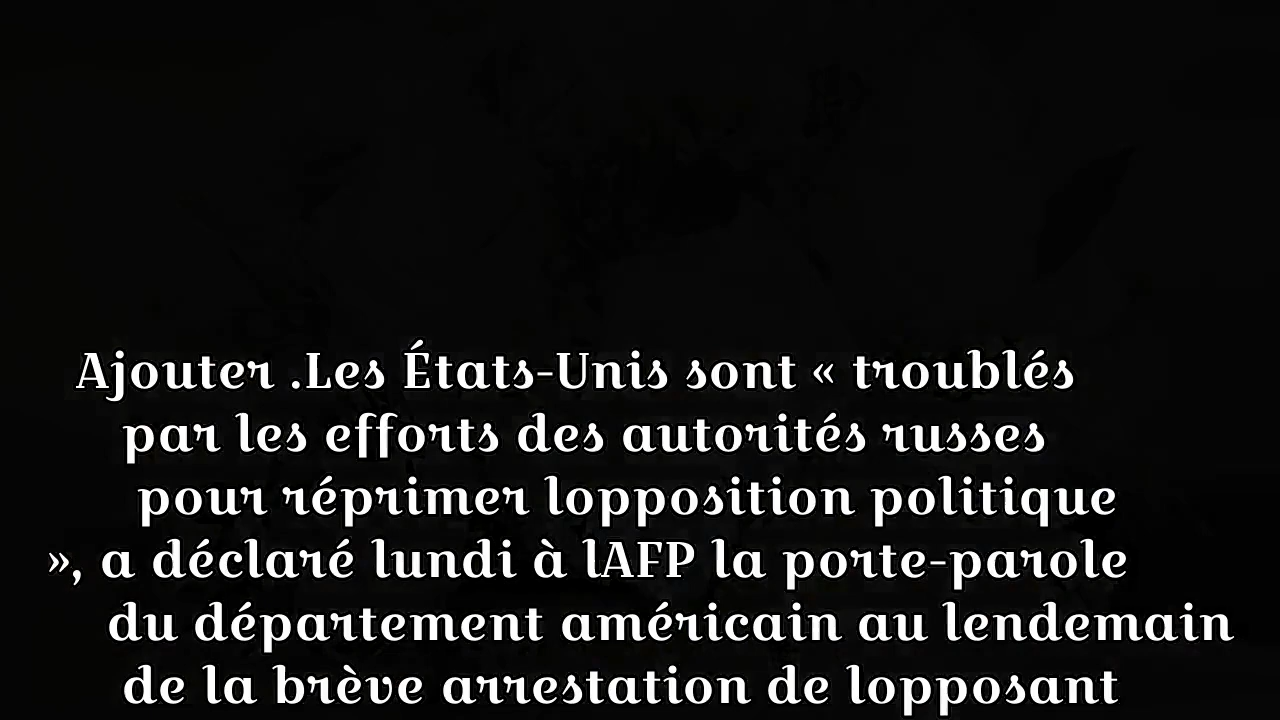 Ajouter .Les États-Unis sont « troublés
par les efforts des autorités russes
pour réprimer lopposition politique
», a déclaré lundi à lAFP la porte-parole
du département américain au lendemain
de la brève arrestation de lopposant